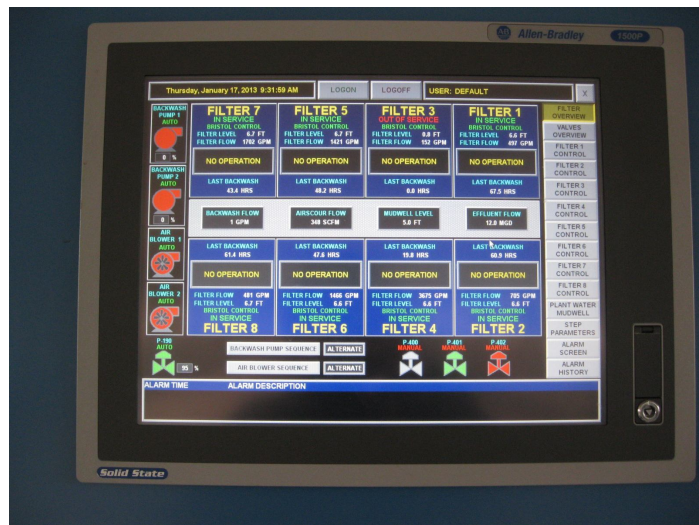 Allen-Bradley 1500P
Thursday, January 17, 2013 9:31:59 AM
LOGON
LOGOFF
USER: DEFAULT
X
BACKWASH
PUMP 1
AUTO
0 %
BACKWASH
PUMP 2
AUTO
0 %
AIR
BLOWER 1
AUTO
AIR
BLOWER 2
AUTO
FILTER 7
IN SERVICE
BRISTOL CONTROL
FILTER LEVEL 6.7 FT
FILTER FLOW 1702 GPM
NO OPERATION
LAST BACKWASH
43.4 HRS
FILTER 5
IN SERVICE
BRISTOL CONTROL
FILTER LEVEL 6.7 FT
FILTER FLOW 1421 GPM
NO OPERATION
LAST BACKWASH
40.2 HRS
FILTER 3
OUT OF SERVICE
BRISTOL CONTROL
FILTER LEVEL 0.0 FT
FILTER FLOW 152 GPM
NO OPERATION
LAST BACKWASH
0.0 HRS
FILTER 1
IN SERVICE
BRISTOL CONTROL
FILTER LEVEL 6.6 FT
FILTER FLOW 497 GPM
NO OPERATION
LAST BACKWASH
67.5 HRS
BACKWASH FLOW
1 GPM
AIRSCOUR FLOW
340 SCFM
MUDWELL LEVEL
5.0 FT
EFFLUENT FLOW
12.0 MGD
LAST BACKWASH
61.4 HRS
NO OPERATION
FILTER FLOW 481 GPM
FILTER LEVEL 6.7 FT
BRISTOL CONTROL
IN SERVICE
FILTER 8
LAST BACKWASH
47.6 HRS
NO OPERATION
FILTER FLOW 1466 GPM
FILTER LEVEL 6.6 FT
BRISTOL CONTROL
IN SERVICE
FILTER 6
LAST BACKWASH
19.8 HRS
NO OPERATION
FILTER FLOW 3675 GPM
FILTER LEVEL 6.6 FT
BRISTOL CONTROL
IN SERVICE
FILTER 4
LAST BACKWASH
60.9 HRS
NO OPERATION
FILTER FLOW 705 GPM
FILTER LEVEL 6.6 FT
BRISTOL CONTROL
IN SERVICE
FILTER 2
FILTER
OVERVIEW
VALVES
OVERVIEW
FILTER 1
CONTROL
FILTER 2
CONTROL
FILTER 3
CONTROL
FILTER 4
CONTROL
FILTER 5
CONTROL
FILTER 6
CONTROL
FILTER 7
CONTROL
FILTER 8
CONTROL
PLANT WATER
MUDWELL
STEP
PARAMETERS
ALARM
SCREEN
ALARM
HISTORY
P-190
AUTO
95 %
BACKWASH PUMP SEQUENCE ALTERNATE
AIR BLOWER SEQUENCE ALTERNATE
P-400
MANUAL
P-401
MANUAL
P-402
MANUAL
ALARM TIME ALARM DESCRIPTION
Solid State